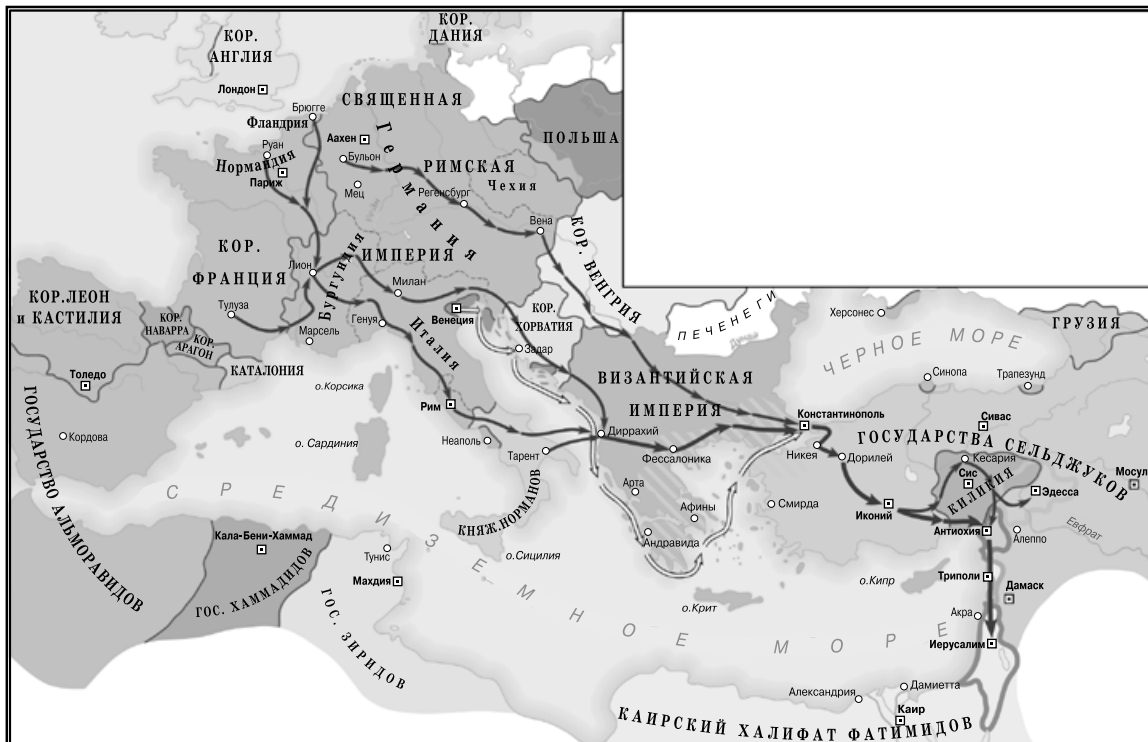 КОР.
ДАНИЯ
КОР.
АНГЛИЯ
Лондон
СВЯЩЕННАЯ
Брюгге
Фландрия
Аахен
Германия
ПОЛЬША
Руан
Нормандия
Париж
Бульон
РИМСКАЯ
Чехия
Мец
Регенсбург
Вена
КОР. ВЕНГРИЯ
КОР.
ФРАНЦИЯ
ИМПЕРИЯ
Лион
Бургундия
Милан
КОР.ЛЕОН
и КАСТИЛИЯ
Тулуза
КОР.
НАВАРРА
КОР.
АРАГОН
Марсель
Генуя
Венеция
КОР.
ХОРВАТИЯ
ПЕЧЕНЕГИ
Дунай
Херсонес
ГРУЗИЯ
ЧЕРНОЕ МОРЕ
Италия
Задар
КАТАЛОНИЯ
Толедо
о.Корсика
ВИЗАНТИЙСКАЯ
ИМПЕРИЯ
Синопа
Трапезунд
ГОСУДАРСТВО АЛЬМОРАВИДОВ
Рим
Константинополь
Сивас
Кордова
о. Сардиния
Неаполь
Диррахий
ГОСУДАРСТВА СЕЛЬДЖУКОВ
Тарент
Фессалоника
Никея
Дорилей
Кесария
Сис
КИЛИКИЯ
Эдесса
Мосул
СРЕДИЗЕМНОЕ МОРЕ
Арта
Афины
Смирда
Иконий
КНЯЖ.НОРМАНОВ
Андравида
Антиохия
Алеппо
Евфрат
Кала-Бени-Хаммад
Тунис
о.Сицилия
Махдия
о.Кипр
Триполи
Дамаск
ГОС. ХАММАДИДОВ
ГОС. ЗИРИДОВ
о.Крит
Акра
Иерусалим
Александрия
Дамиетта
Каир
КАИРСКИЙ ХАЛИФАТ ФАТИМИДОВ